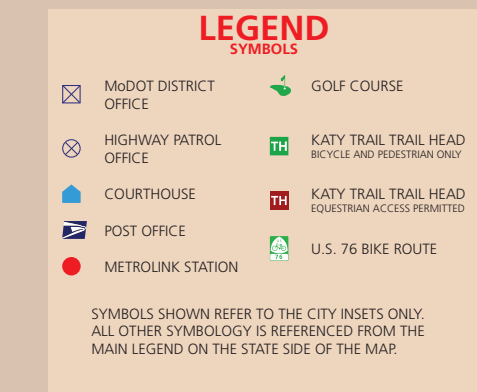 LEGEND
SYMBOLS
MoDOT DISTRICT
OFFICE
HIGHWAY PATROL
OFFICE
COURTHOUSE
POST OFFICE
METROLINK STATION
GOLF COURSE
TH
KATY TRAIL TRAIL HEAD
BICYCLE AND PEDESTRIAN ONLY
TH
KATY TRAIL TRAIL HEAD
EQUESTRIAN ACCESS PERMITTED
76
U.S. 76 BIKE ROUTE
SYMBOLS SHOWN REFER TO THE CITY INSETS ONLY.
ALL OTHER SYMBOLOGY IS REFERENCED FROM THE
MAIN LEGEND ON THE STATE SIDE OF THE MAP.